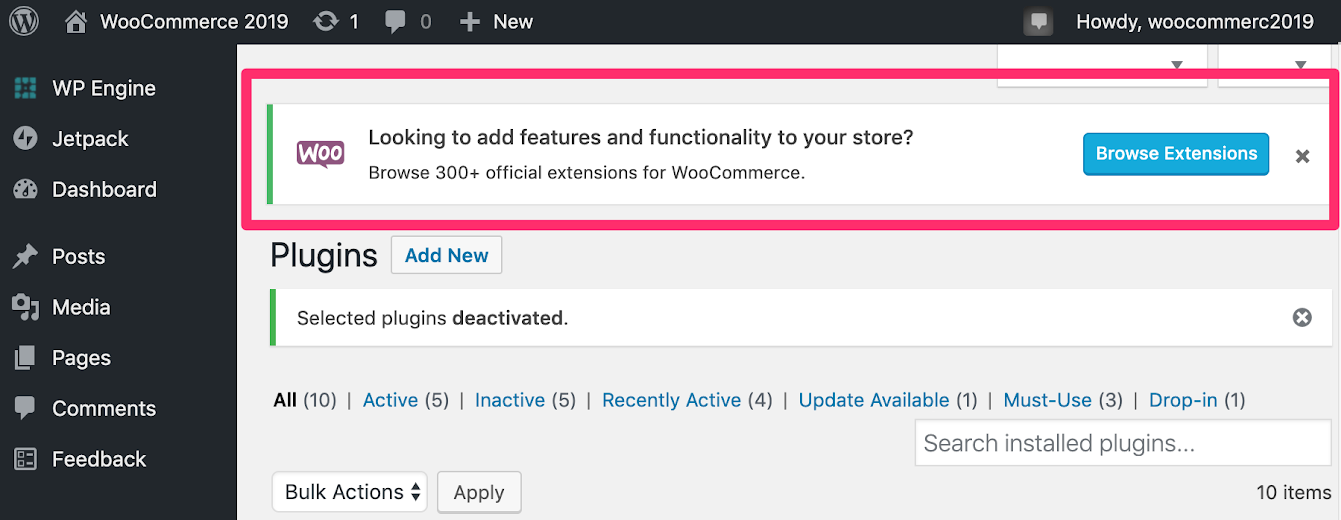 WooCommerce 2019 1 0 New Howdy, woocommerc2019
WP Engine
Jetpack
Dashboard
Posts
Media
Pages
Comments
Feedback
Looking to add features and functionality to your store?
WOO
Browse 300+ official extensions for WooCommerce.
Browse Extensions
Plugins Add New
Selected plugins deactivated.
All (10) | Active (5) | Inactive (5) | Recently Active (4) | Update Available (1) | Must-Use (3) | Drop-in (1)
Search installed plugins...
Bulk Actions Apply 10 items